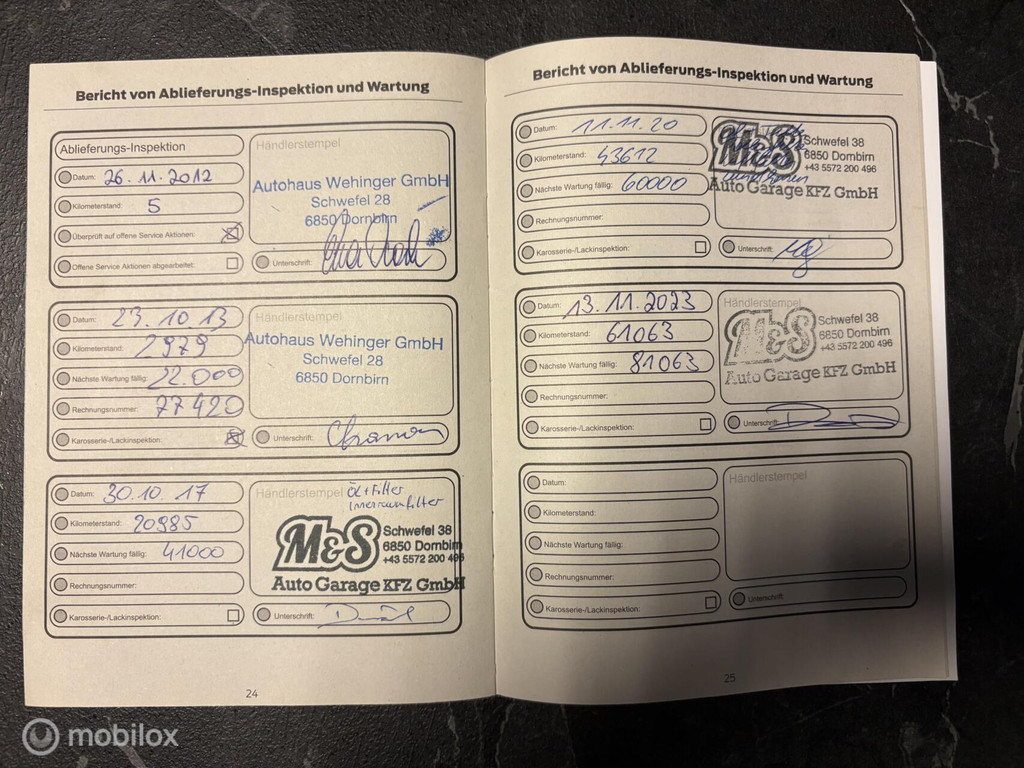 Bericht von Ablieferungs-Inspektion und Wartung
Ablieferungs-Inspektion
Datum: 26.11.2012
Kilometerstand: 5
Überprüft auf offene Service Aktionen:
Offene Service Aktionen abgearbeitet:
Händlerstempel
Autohaus Wehinger GmbH
Schwefel 28
6850 Dornbirn
Unterschrift:
Datum: 23.10.13
Kilometerstand: 2979
Nächste Wartung fällig: 22.000
Rechnungsnummer: 77420
Karosserie-/Lackinspektion:
Händlerstempel
Autohaus Wehinger GmbH
Schwefel 28
6850 Dornbirn
Unterschrift:
Datum: 30.10.17
Kilometerstand: 20985
Nächste Wartung fällig: 41000
Rechnungsnummer:
Karosserie-/Lackinspektion:
Händlerstempel Öl+Filter
Innenraumfilter
M&S Schwefel 38
6850 Dornbirn
+43 5572 200 496
Auto Garage KFZ GmbH
Unterschrift:
24
Bericht von Ablieferungs-Inspektion und Wartung
Datum: 11.11.20
Kilometerstand: 43612
Nächste Wartung fällig: 60000
Rechnungsnummer:
Karosserie-/Lackinspektion:
M&S Schwefel 38
6850 Dornbirn
+43 5572 200 496
Auto Garage KFZ GmbH
Unterschrift:
Datum: 13.11.2023
Kilometerstand: 61063
Nächste Wartung fällig: 81063
Rechnungsnummer:
Karosserie-/Lackinspektion:
Händlerstempel
M&S Schwefel 38
6850 Dornbirn
+43 5572 200 496
Auto Garage KFZ GmbH
Unterschrift:
Datum:
Kilometerstand:
Nächste Wartung fällig:
Rechnungsnummer:
Karosserie-/Lackinspektion:
Händlerstempel
Unterschrift:
25
mobilox